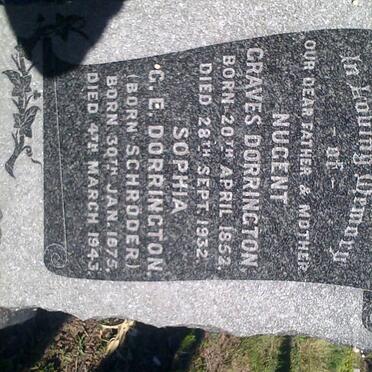 In Loving Memory
- of -
OUR DEAR FATHER & MOTHER
NUGENT
GRAVES DORRINGTON,
BORN 20TH APRIL 1852,
DIED 28TH SEPT. 1932.
SOPHIA
C. E. DORRINGTON,
(BORN SCHRODER)
BORN 30TH JAN. 1875,
DIED 4TH MARCH 1943.